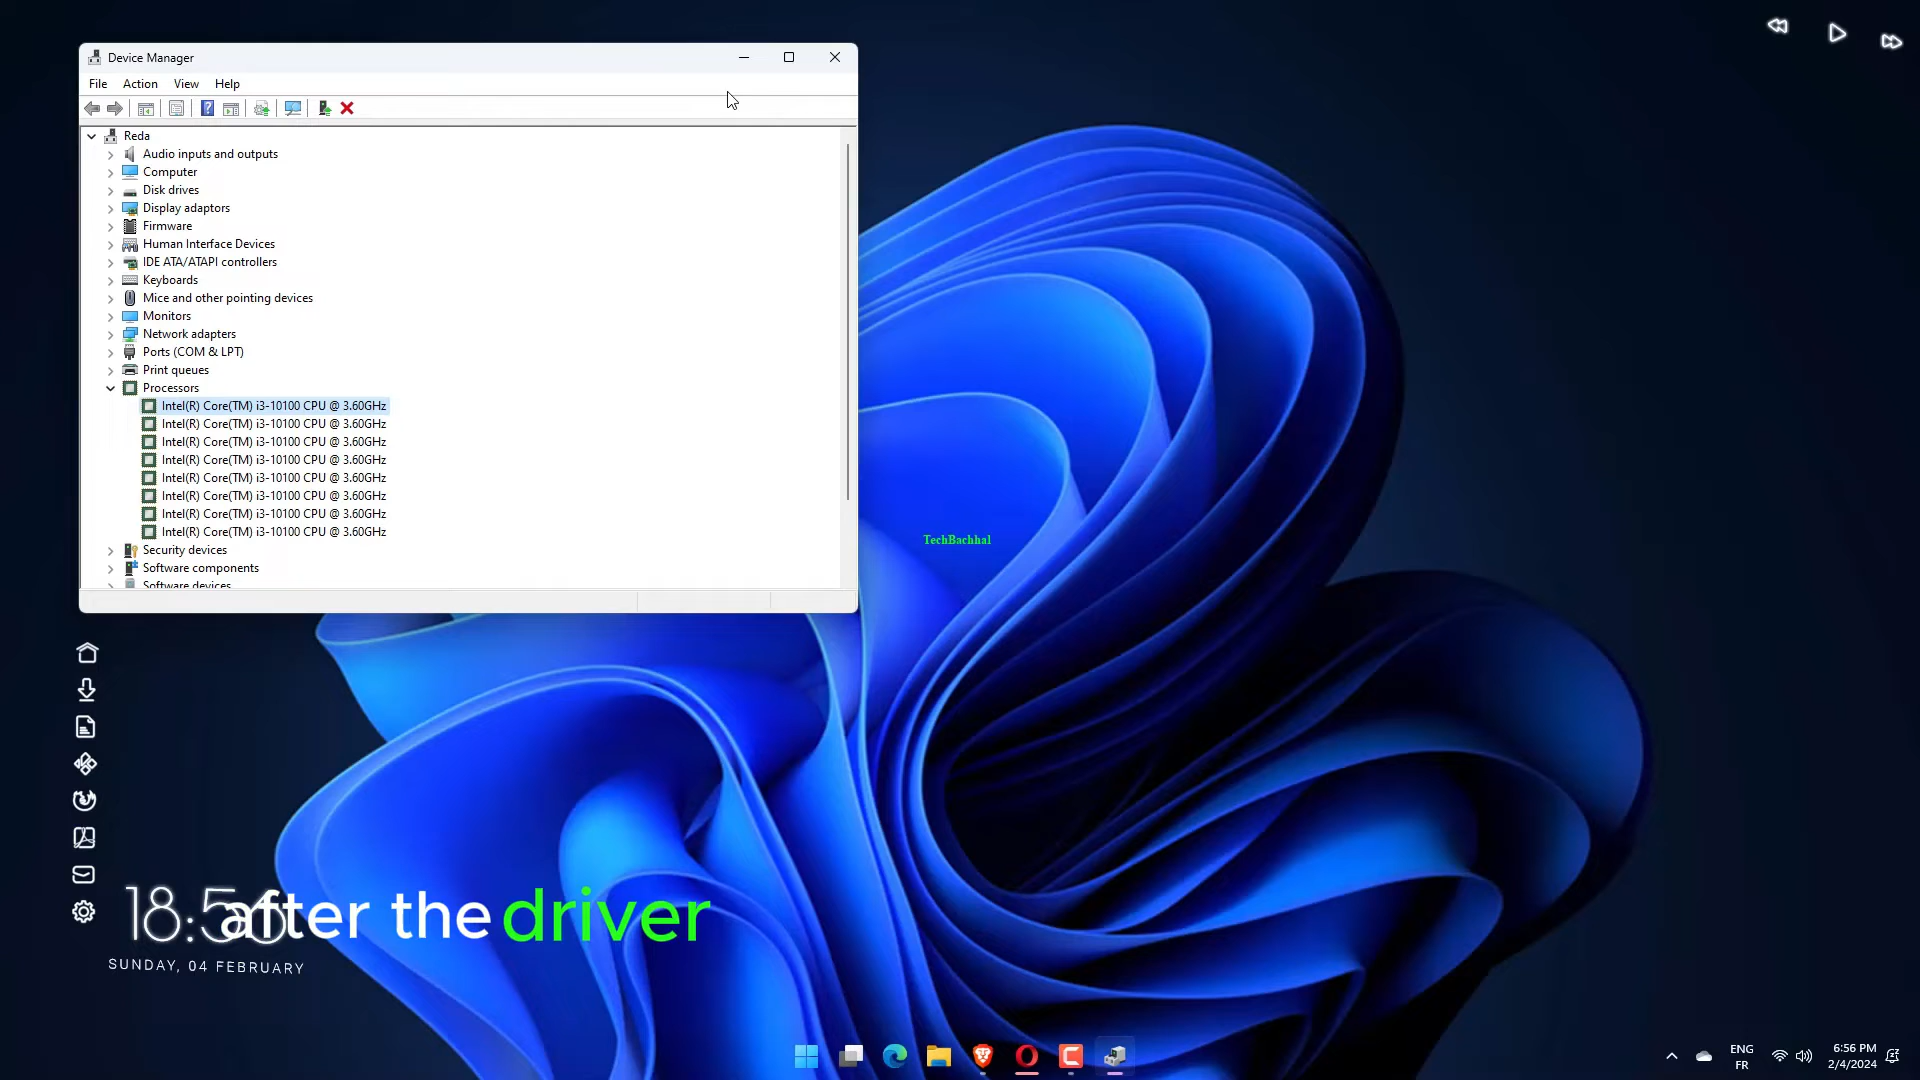 Device Manager
File Action View Help
Reda
Audio inputs and outputs
Computer
Disk drives
Display adaptors
Firmware
Human Interface Devices
IDE ATA/ATAPI controllers
Keyboards
Mice and other pointing devices
Monitors
Network adapters
Ports (COM & LPT)
Print queues
Processors
Intel(R) Core(TM) i3-10100 CPU @ 3.60GHz
Intel(R) Core(TM) i3-10100 CPU @ 3.60GHz
Intel(R) Core(TM) i3-10100 CPU @ 3.60GHz
Intel(R) Core(TM) i3-10100 CPU @ 3.60GHz
Intel(R) Core(TM) i3-10100 CPU @ 3.60GHz
Intel(R) Core(TM) i3-10100 CPU @ 3.60GHz
Intel(R) Core(TM) i3-10100 CPU @ 3.60GHz
Intel(R) Core(TM) i3-10100 CPU @ 3.60GHz
Security devices
Software components
Software devices
TechBachhal
18:56
after the driver
SUNDAY, 04 FEBRUARY
ENG
FR
6:56 PM
2/4/2024